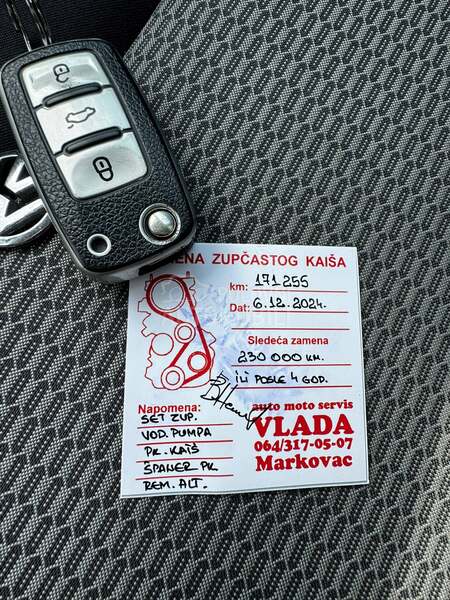 ENA ZUPČASTOG KAIŠA
km: 171 255
Dat: 6.12.2024.
Sledeća zamena
230 000 km.
ili POSLE 4 GOD.
Napomena:
SET ZUP.
VOD. PUMPA
PK. KAIŠ
ŠPANER PK.
REM. ALT.
auto moto servis
VLADA
064/317-05-07
Markovac